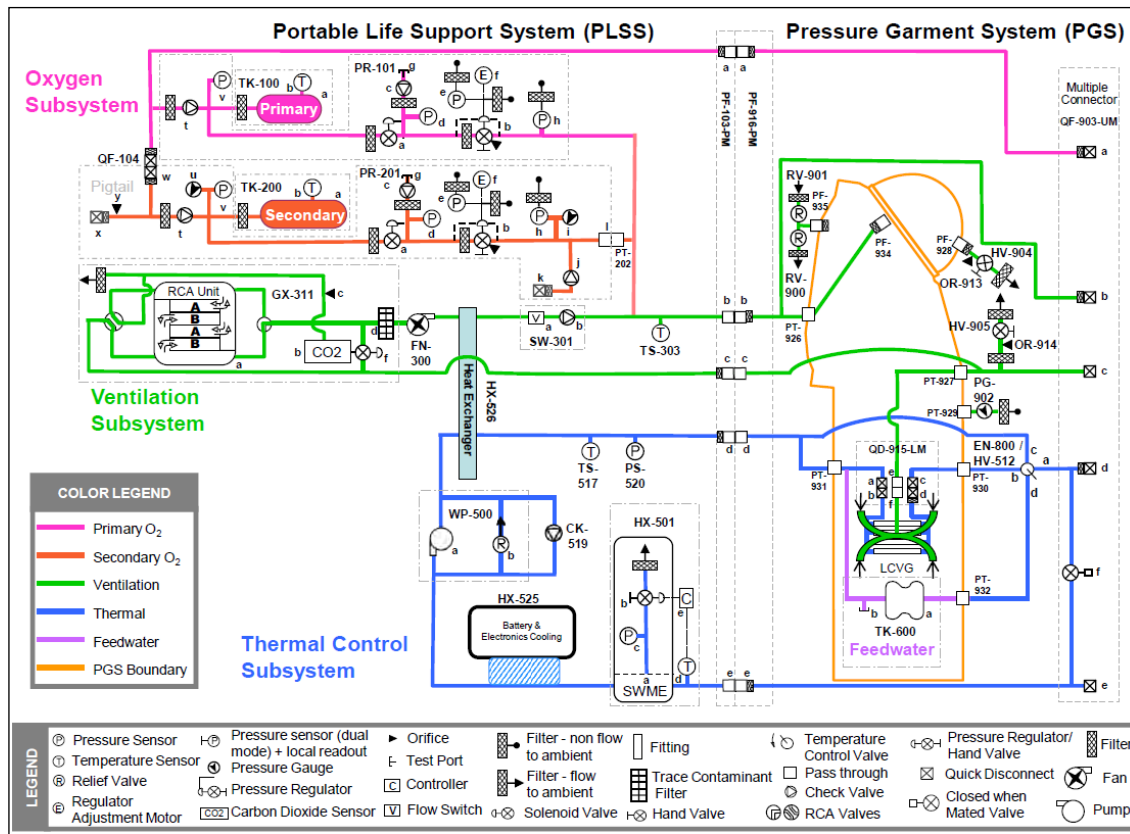 Portable Life Support System (PLSS)
Pressure Garment System (PGS)
Oxygen
Subsystem
P
v
TK-100
b T a
Primary
t
PR-101
g
c
P d
a
E f
e P
b
P h
a a
PF-103-PM
PF-916-PM
Multiple
Connector
QF-903-UM
a
QF-104
w
Pigtail
y
x
u
P
v
t
TK-200
b T a
Secondary
PR-201
g
c
P d
a
E f
e P
b
P
h i
j
k
l
PT-
202
RV-901
R
PF-
935
R
RV-
900
PF-
934
PF-
928
HV-904
OR-913
HV-905
OR-914
b
RCA Unit
A
B
A
B
a
GX-311
c
b CO2
f
d
FN-
300
V
a b
SW-301
T
TS-303
b b
PT-
926
c c
PT-927
PG-
902
PT-929
c
Ventilation
Subsystem
Heat Exchanger
HX-526
T
TS-
517
P
PS-
520
d d
PT-
931
QD-915-LM
e
a c
b d
f
EN-800 /
HV-512
c
a
b
d
PT-
930
d
WP-500
a
R
b
CK-
519
HX-501
b
C
e
P
c
T
d
a
SWME
LCVG
PT-
932
f
b a
TK-600
Feedwater
HX-525
Battery &
Electronics Cooling
Thermal Control
Subsystem
e e
e
COLOR LEGEND
Primary O₂
Secondary O₂
Ventilation
Thermal
Feedwater
PGS Boundary
LEGEND
P Pressure Sensor
T Temperature Sensor
R Relief Valve
E Regulator
Adjustment Motor
P Pressure sensor (dual
mode) + local readout
Pressure Gauge
Pressure Regulator
CO2 Carbon Dioxide Sensor
Orifice
Test Port
C Controller
V Flow Switch
Filter - non flow
to ambient
Filter - flow
to ambient
Solenoid Valve
Fitting
Trace Contaminant
Filter
Hand Valve
Temperature
Control Valve
Pass through
Check Valve
RCA Valves
Pressure Regulator/
Hand Valve
Quick Disconnect
Closed when
Mated Valve
Filter
Fan
Pump